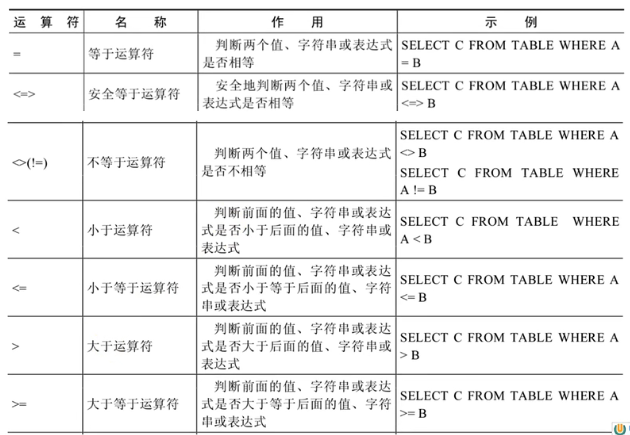 运算符 名称 作用 示例
= 等于运算符 判断两个值、字符串或表达式是否相等 SELECT C FROM TABLE WHERE A = B
<=> 安全等于运算符 安全地判断两个值、字符串或表达式是否相等 SELECT C FROM TABLE WHERE A <=> B
<>(!=) 不等于运算符 判断两个值、字符串或表达式是否不相等 SELECT C FROM TABLE WHERE A <> B SELECT C FROM TABLE WHERE A != B
< 小于运算符 判断前面的值、字符串或表达式是否小于后面的值、字符串或表达式 SELECT C FROM TABLE WHERE A < B
<= 小于等于运算符 判断前面的值、字符串或表达式是否小于等于后面的值、字符串或表达式 SELECT C FROM TABLE WHERE A <= B
> 大于运算符 判断前面的值、字符串或表达式是否大于后面的值、字符串或表达式 SELECT C FROM TABLE WHERE A > B
>= 大于等于运算符 判断前面的值、字符串或表达式是否大于等于后面的值、字符串或表达式 SELECT C FROM TABLE WHERE A >= B